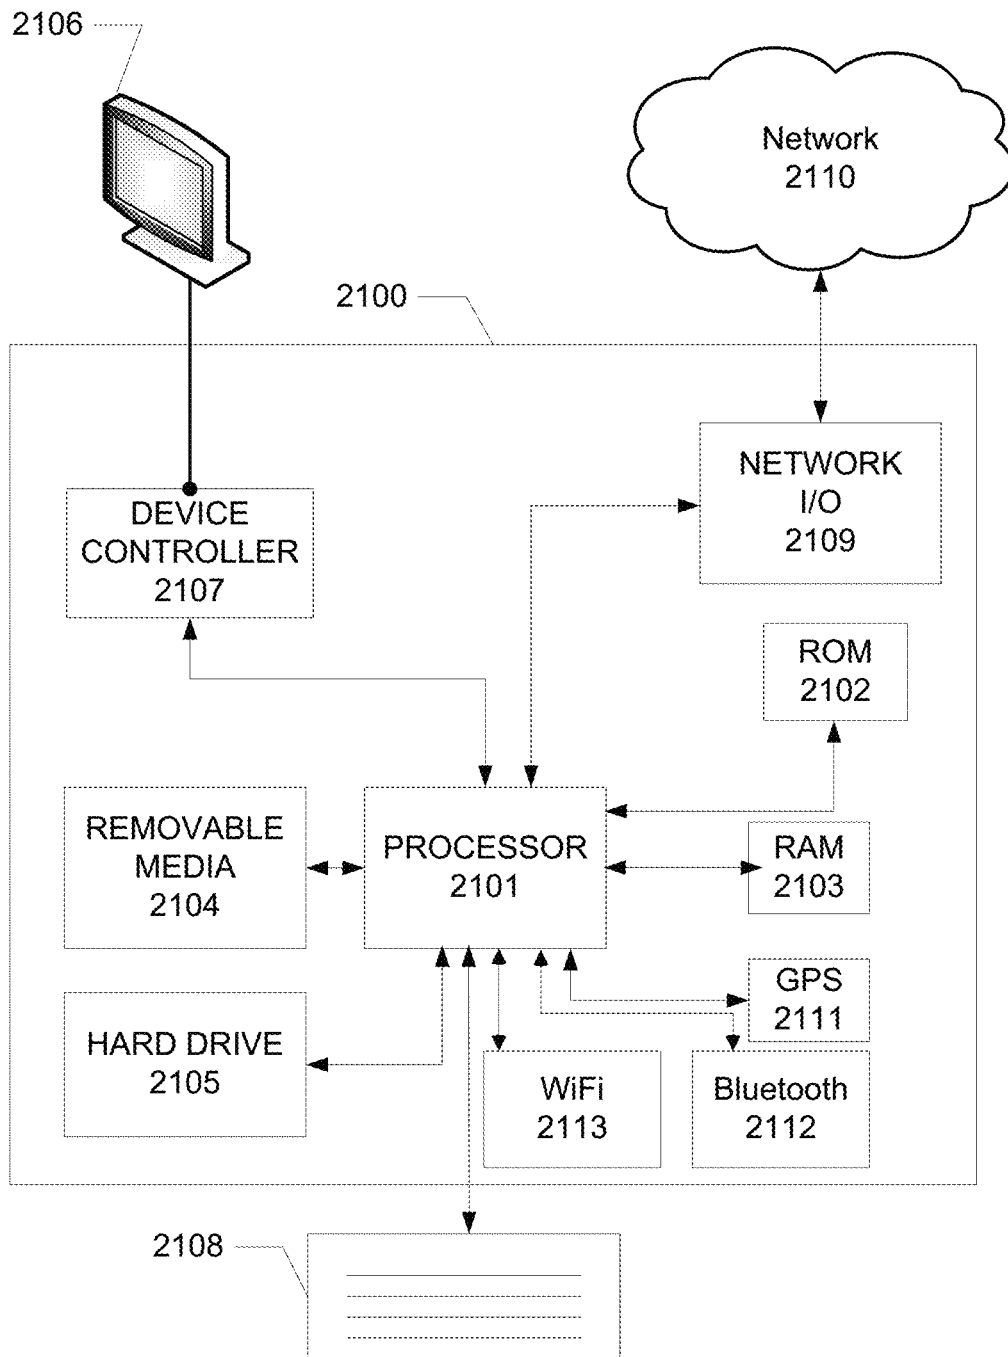 2106
Network
2110
2100
NETWORK
I/O
2109
DEVICE
CONTROLLER
2107
ROM
2102
REMOVABLE
MEDIA
2104
PROCESSOR
2101
RAM
2103
GPS
2111
HARD DRIVE
2105
WiFi
2113
Bluetooth
2112
2108